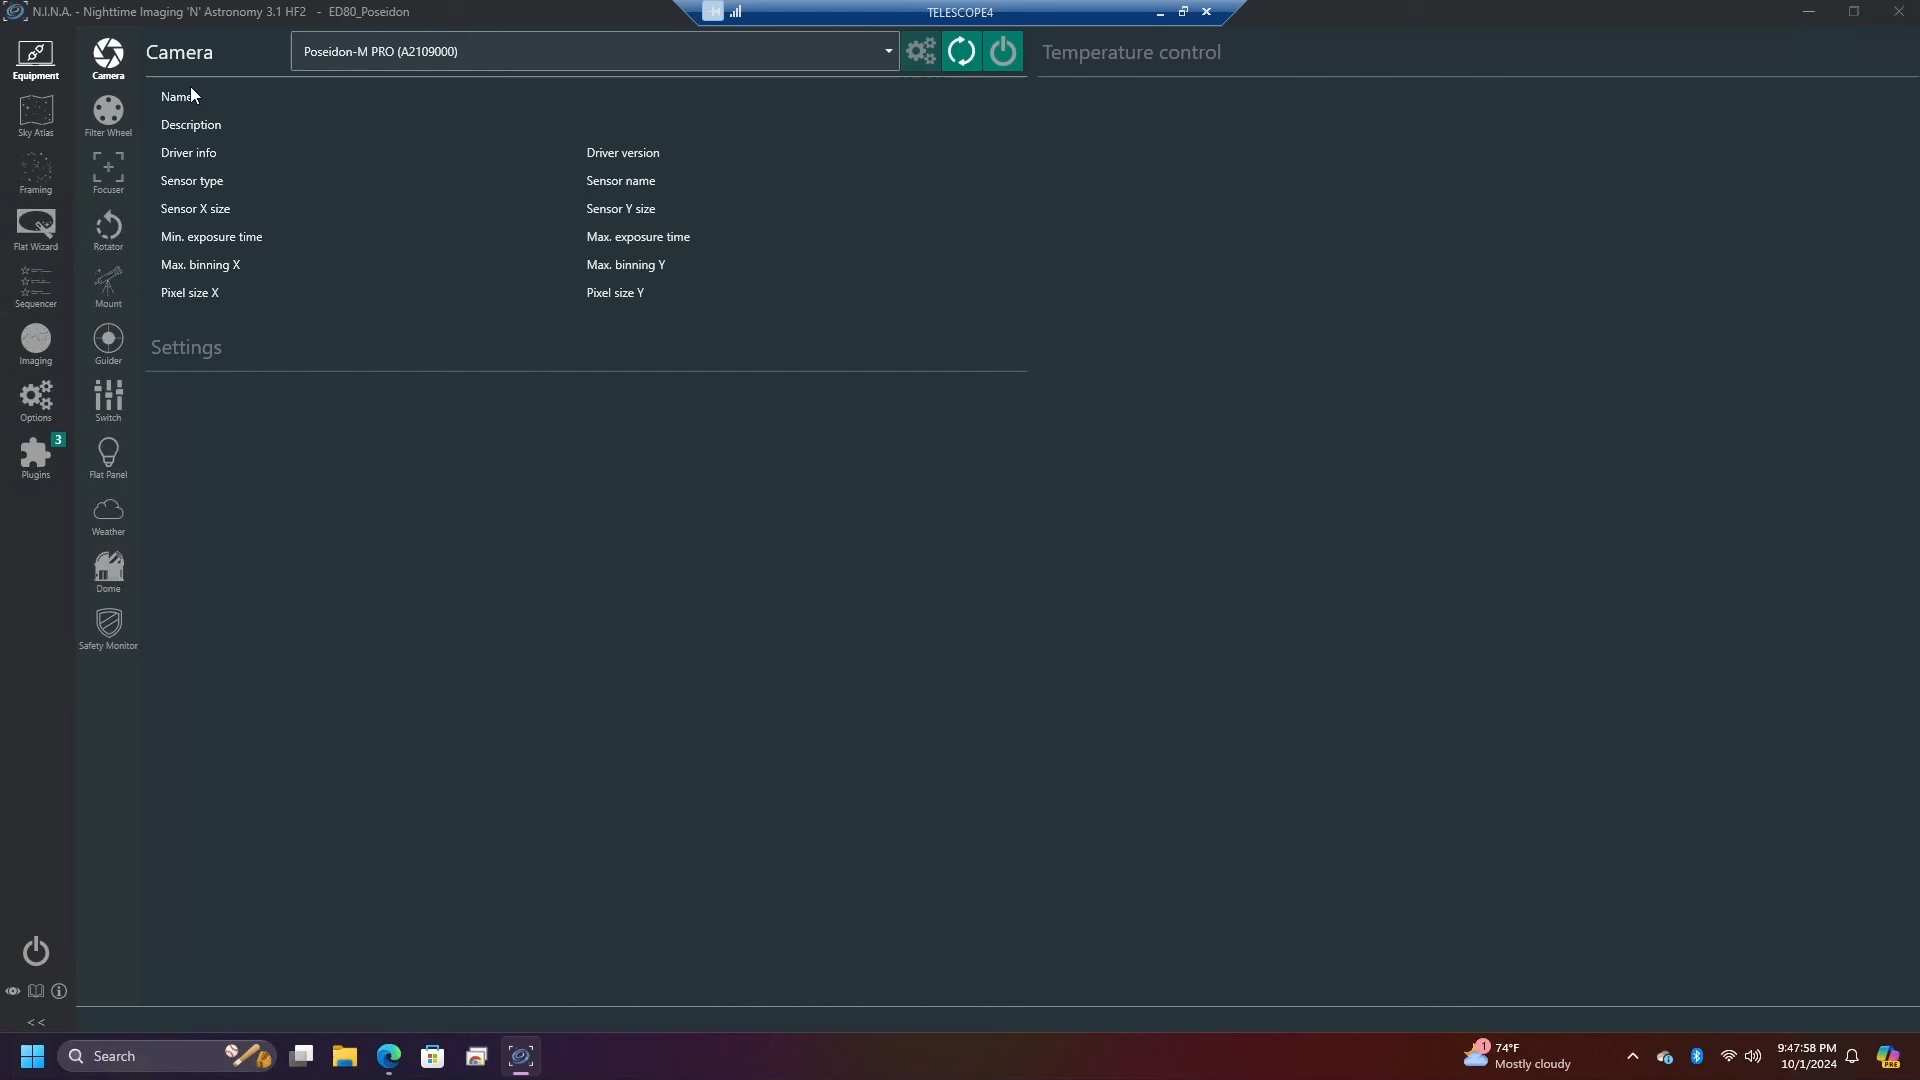 N.I.N.A. - Nighttime Imaging 'N' Astronomy 3.1 HF2 - ED80_Poseidon
TELESCOPE4
Equipment
Sky Atlas
Framing
Flat Wizard
Sequencer
Imaging
Options
3
Plugins
<<
Camera
Filter Wheel
Focuser
Rotator
Mount
Guider
Switch
Flat Panel
Weather
Dome
Safety Monitor
Camera
Poseidon-M PRO (A2109000)
Temperature control
Name
Description
Driver info
Driver version
Sensor type
Sensor name
Sensor X size
Sensor Y size
Min. exposure time
Max. exposure time
Max. binning X
Max. binning Y
Pixel size X
Pixel size Y
Settings
Search
1
74°F
Mostly cloudy
9:47:58 PM
10/1/2024
PRE